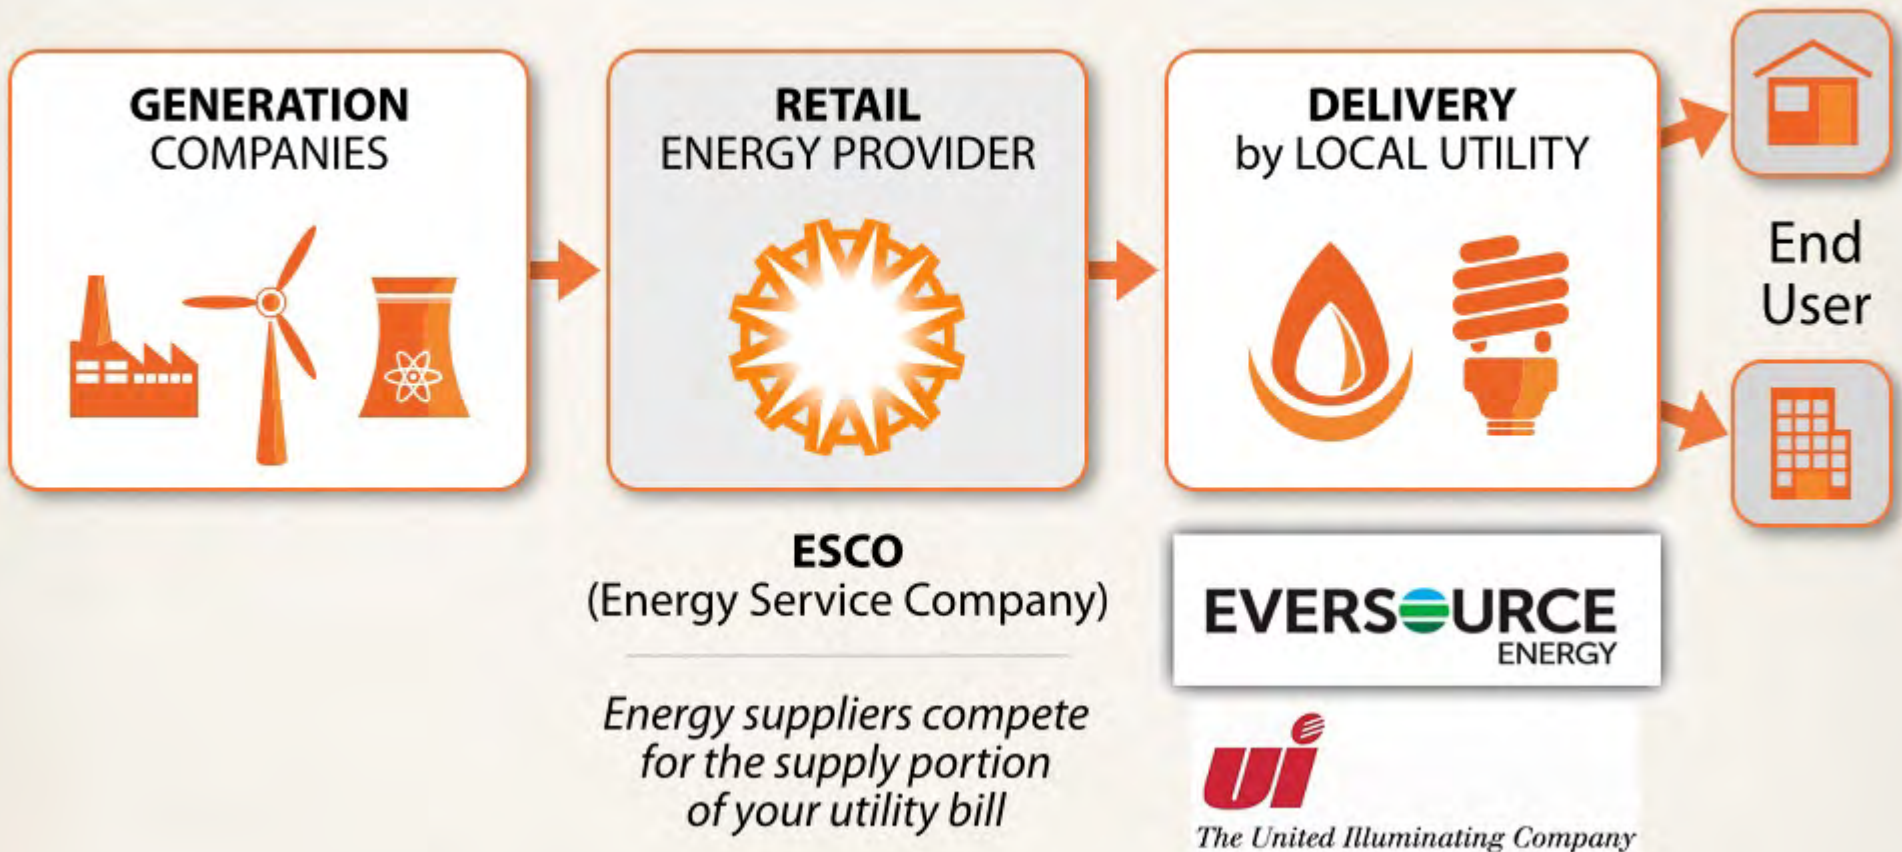 GENERATION
COMPANIES
RETAIL
ENERGY PROVIDER
DELIVERY
by LOCAL UTILITY
End
User
ESCO
(Energy Service Company)
Energy suppliers compete
for the supply portion
of your utility bill
EVERSOURCE
ENERGY
ui
The United Illuminating Company